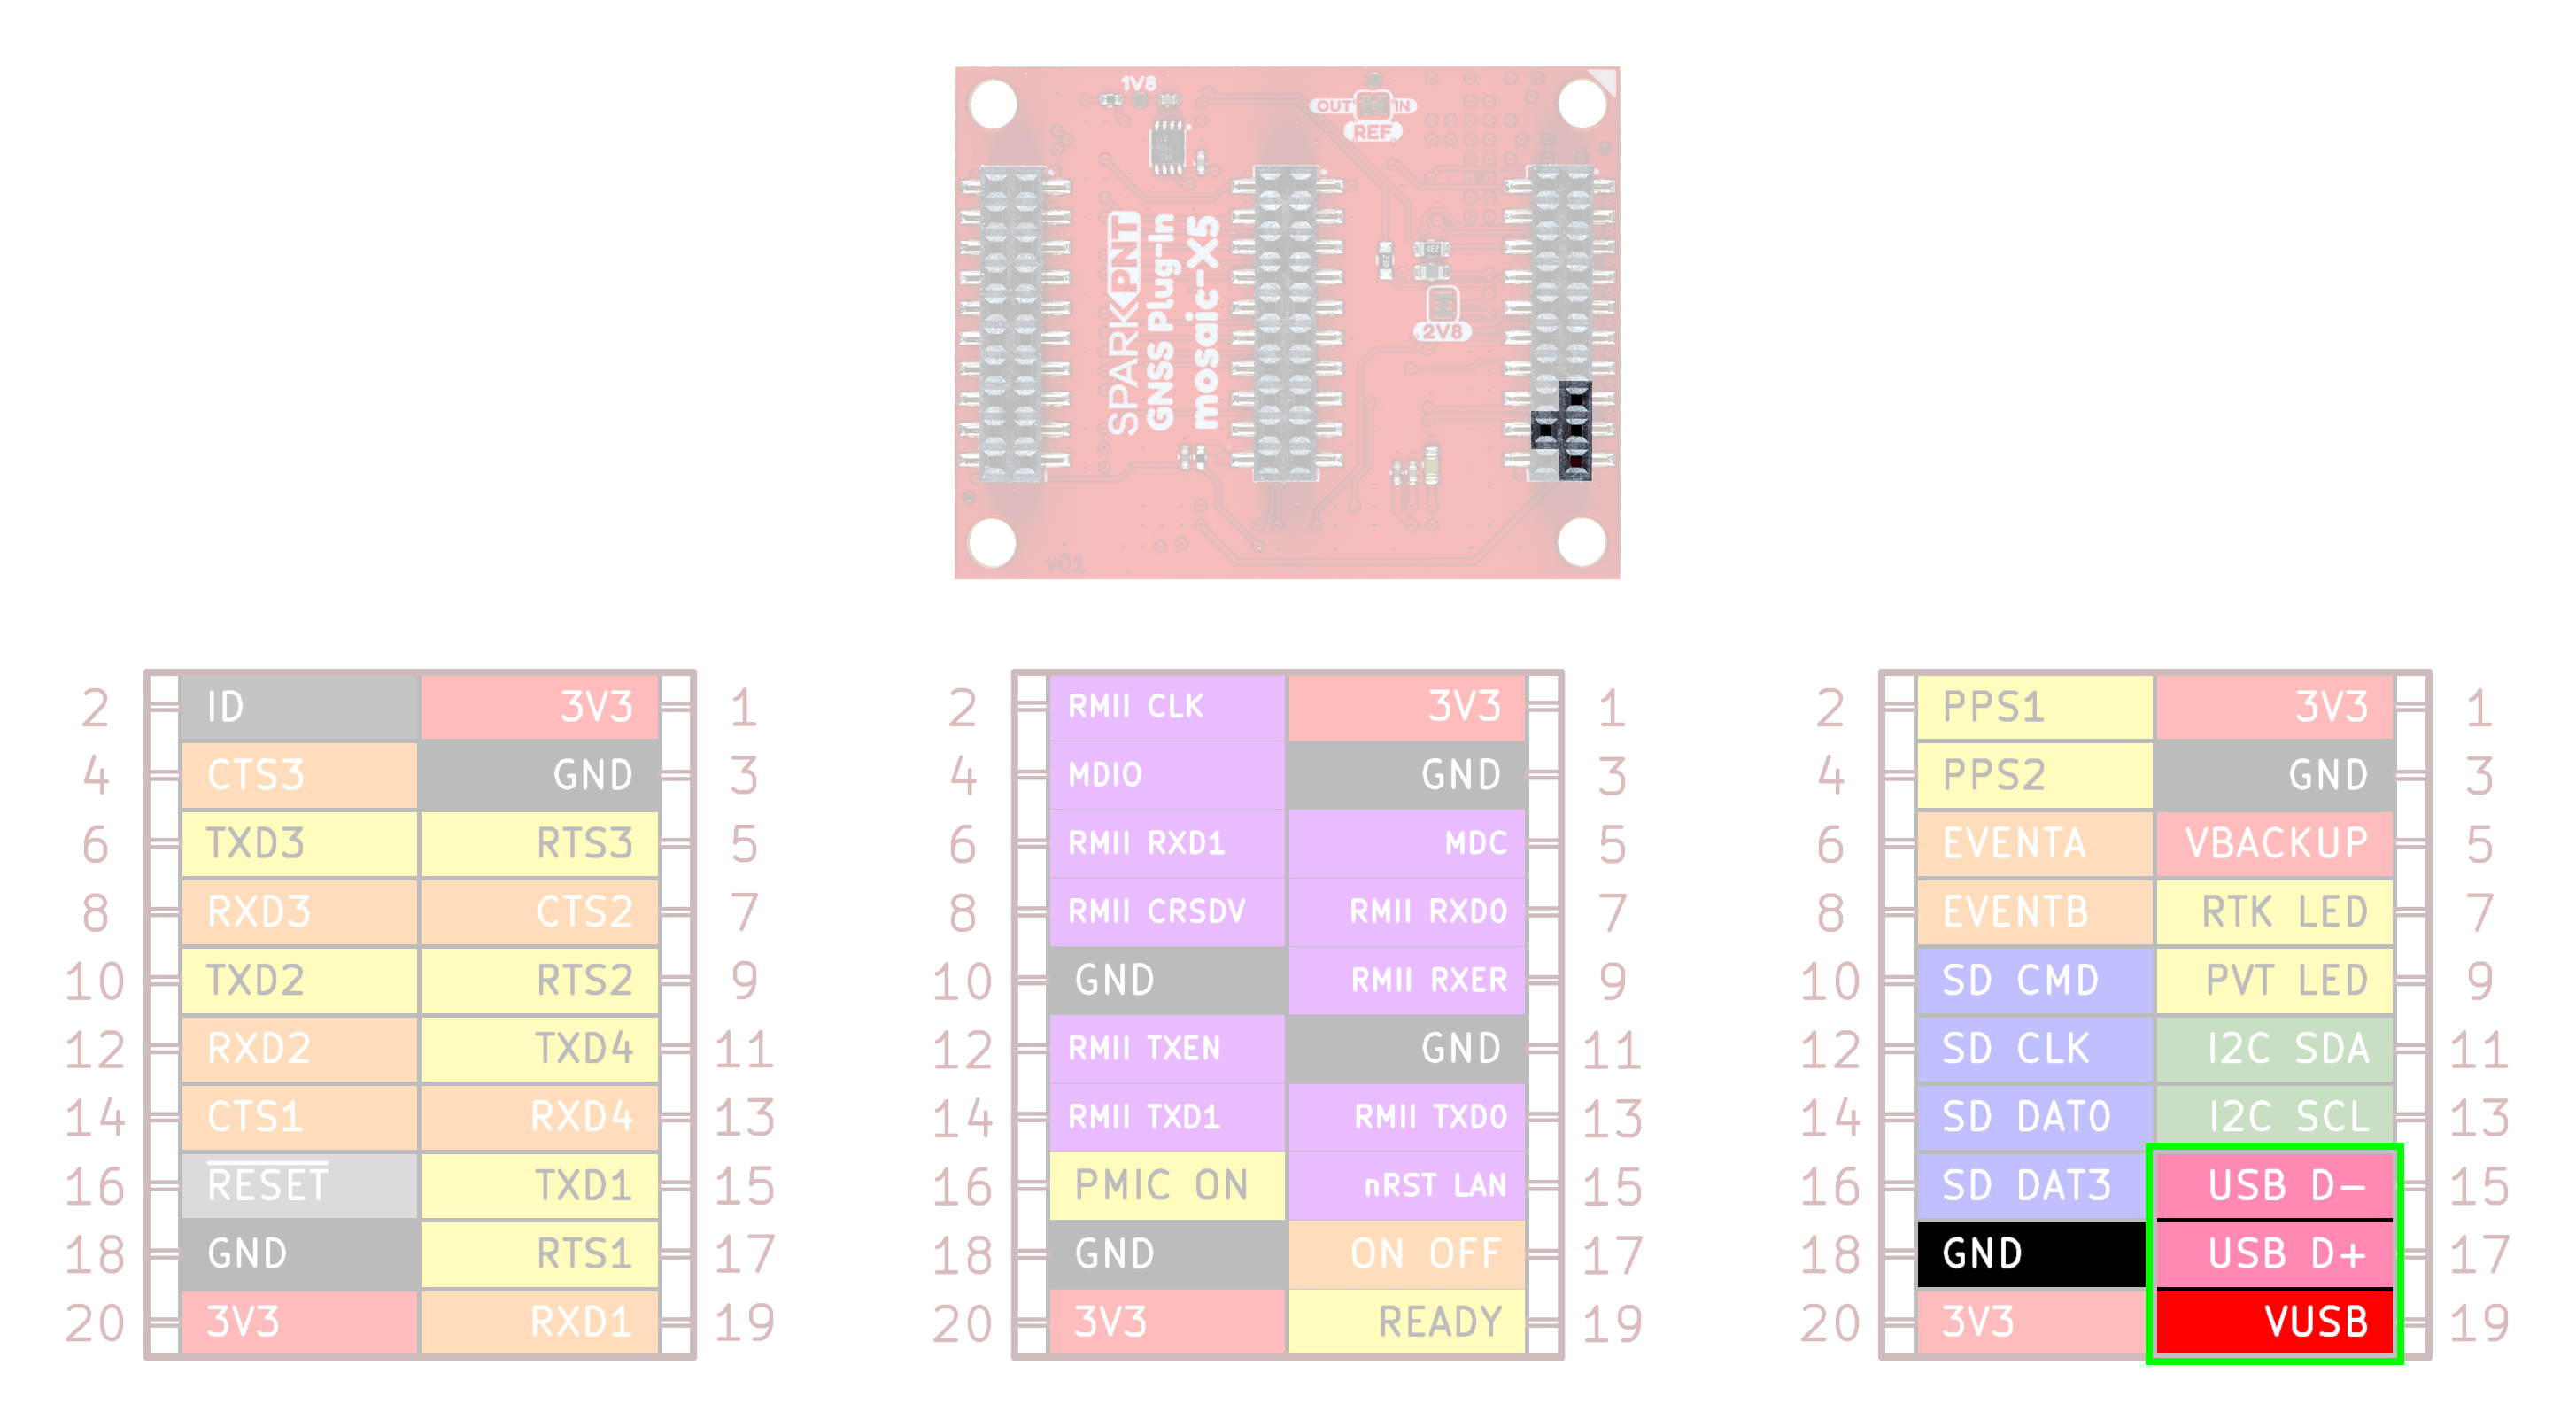 1V8
OUT IN
REF
SPARKPNT
GNSS Plug-in
mosaic-X5
2V8
v01
2 ID 3V3 1
4 CTS3 GND 3
6 TXD3 RTS3 5
8 RXD3 CTS2 7
10 TXD2 RTS2 9
12 RXD2 TXD4 11
14 CTS1 RXD4 13
16 RESET TXD1 15
18 GND RTS1 17
20 3V3 RXD1 19
2 RMII CLK 3V3 1
4 MDIO GND 3
6 RMII RXD1 MDC 5
8 RMII CRSDV RMII RXD0 7
10 GND RMII RXER 9
12 RMII TXEN GND 11
14 RMII TXD1 RMII TXD0 13
16 PMIC ON nRST LAN 15
18 GND ON OFF 17
20 3V3 READY 19
2 PPS1 3V3 1
4 PPS2 GND 3
6 EVENTA VBACKUP 5
8 EVENTB RTK LED 7
10 SD CMD PVT LED 9
12 SD CLK I2C SDA 11
14 SD DAT0 I2C SCL 13
16 SD DAT3 USB D- 15
18 GND USB D+ 17
20 3V3 VUSB 19